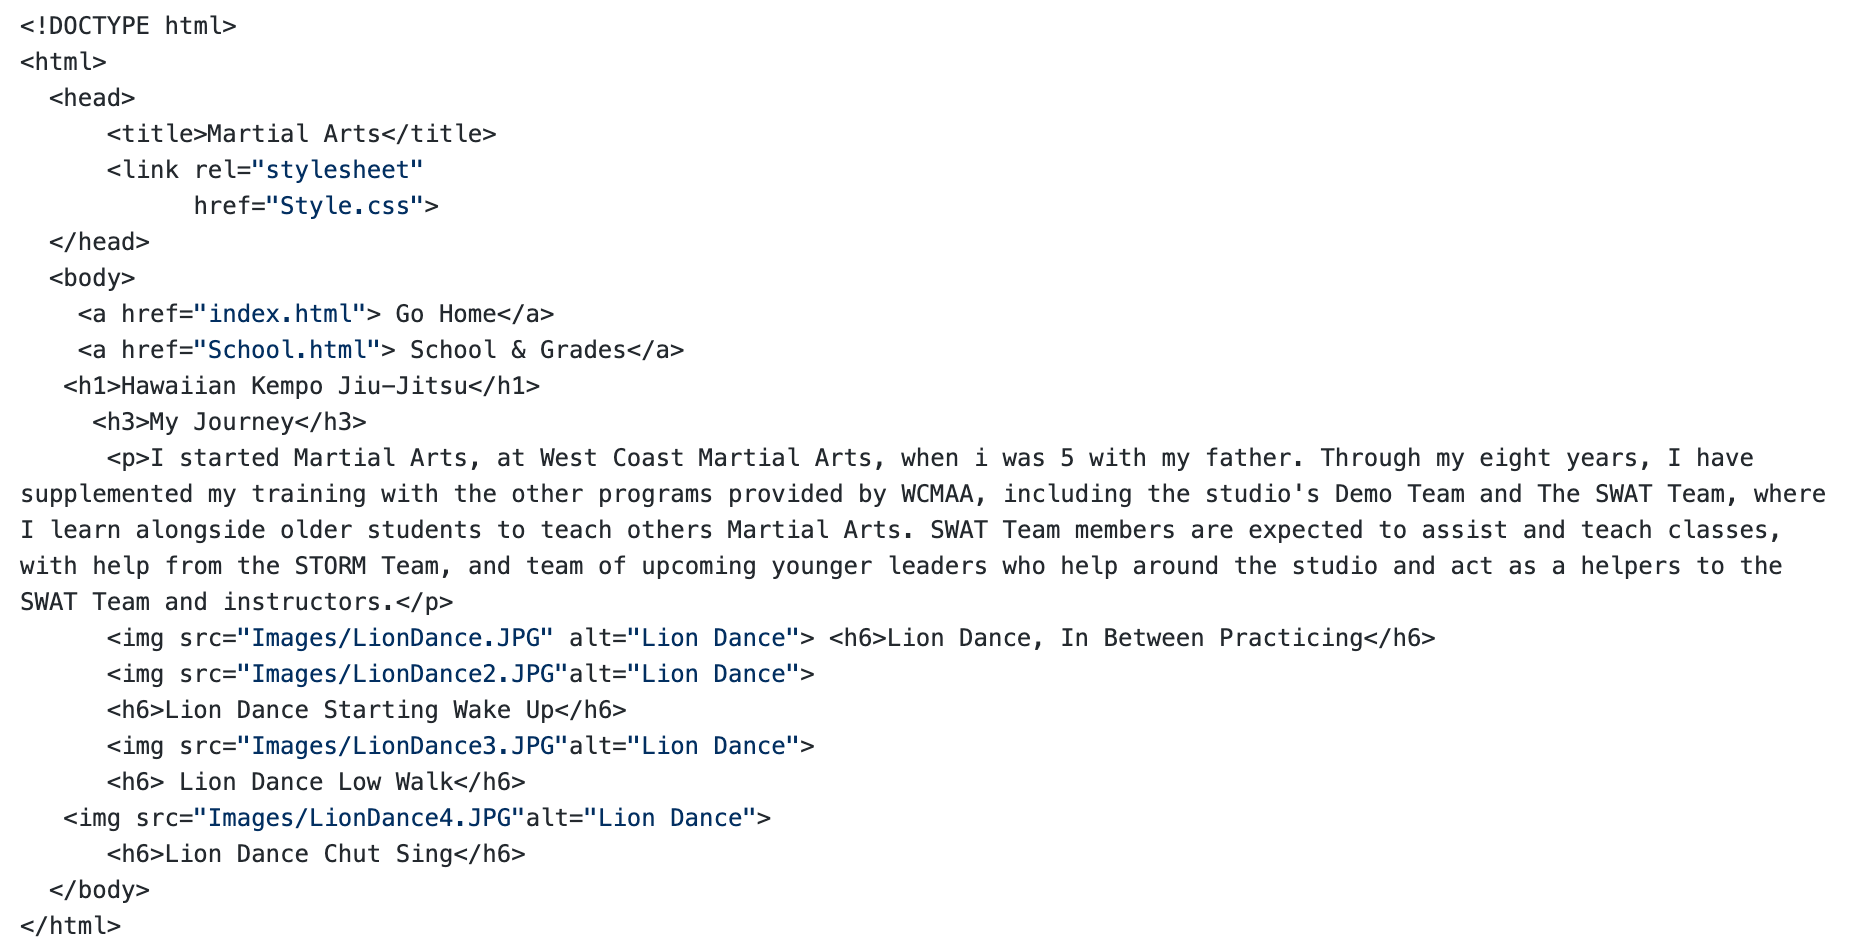 <!DOCTYPE html>
<html>
  <head>
      <title>Martial Arts</title>
      <link rel="stylesheet"
            href="Style.css">
  </head>
  <body>
    <a href="index.html"> Go Home</a>
    <a href="School.html"> School & Grades</a>
   <h1>Hawaiian Kempo Jiu-Jitsu</h1>
     <h3>My Journey</h3>
      <p>I started Martial Arts, at West Coast Martial Arts, when i was 5 with my father. Through my eight years, I have
supplemented my training with the other programs provided by WCMAA, including the studio's Demo Team and The SWAT Team, where
I learn alongside older students to teach others Martial Arts. SWAT Team members are expected to assist and teach classes,
with help from the STORM Team, and team of upcoming younger leaders who help around the studio and act as a helpers to the
SWAT Team and instructors.</p>
      <img src="Images/LionDance.JPG" alt="Lion Dance"> <h6>Lion Dance, In Between Practicing</h6>
      <img src="Images/LionDance2.JPG"alt="Lion Dance">
      <h6>Lion Dance Starting Wake Up</h6>
      <img src="Images/LionDance3.JPG"alt="Lion Dance">
      <h6> Lion Dance Low Walk</h6>
   <img src="Images/LionDance4.JPG"alt="Lion Dance">
      <h6>Lion Dance Chut Sing</h6>
  </body>
</html>